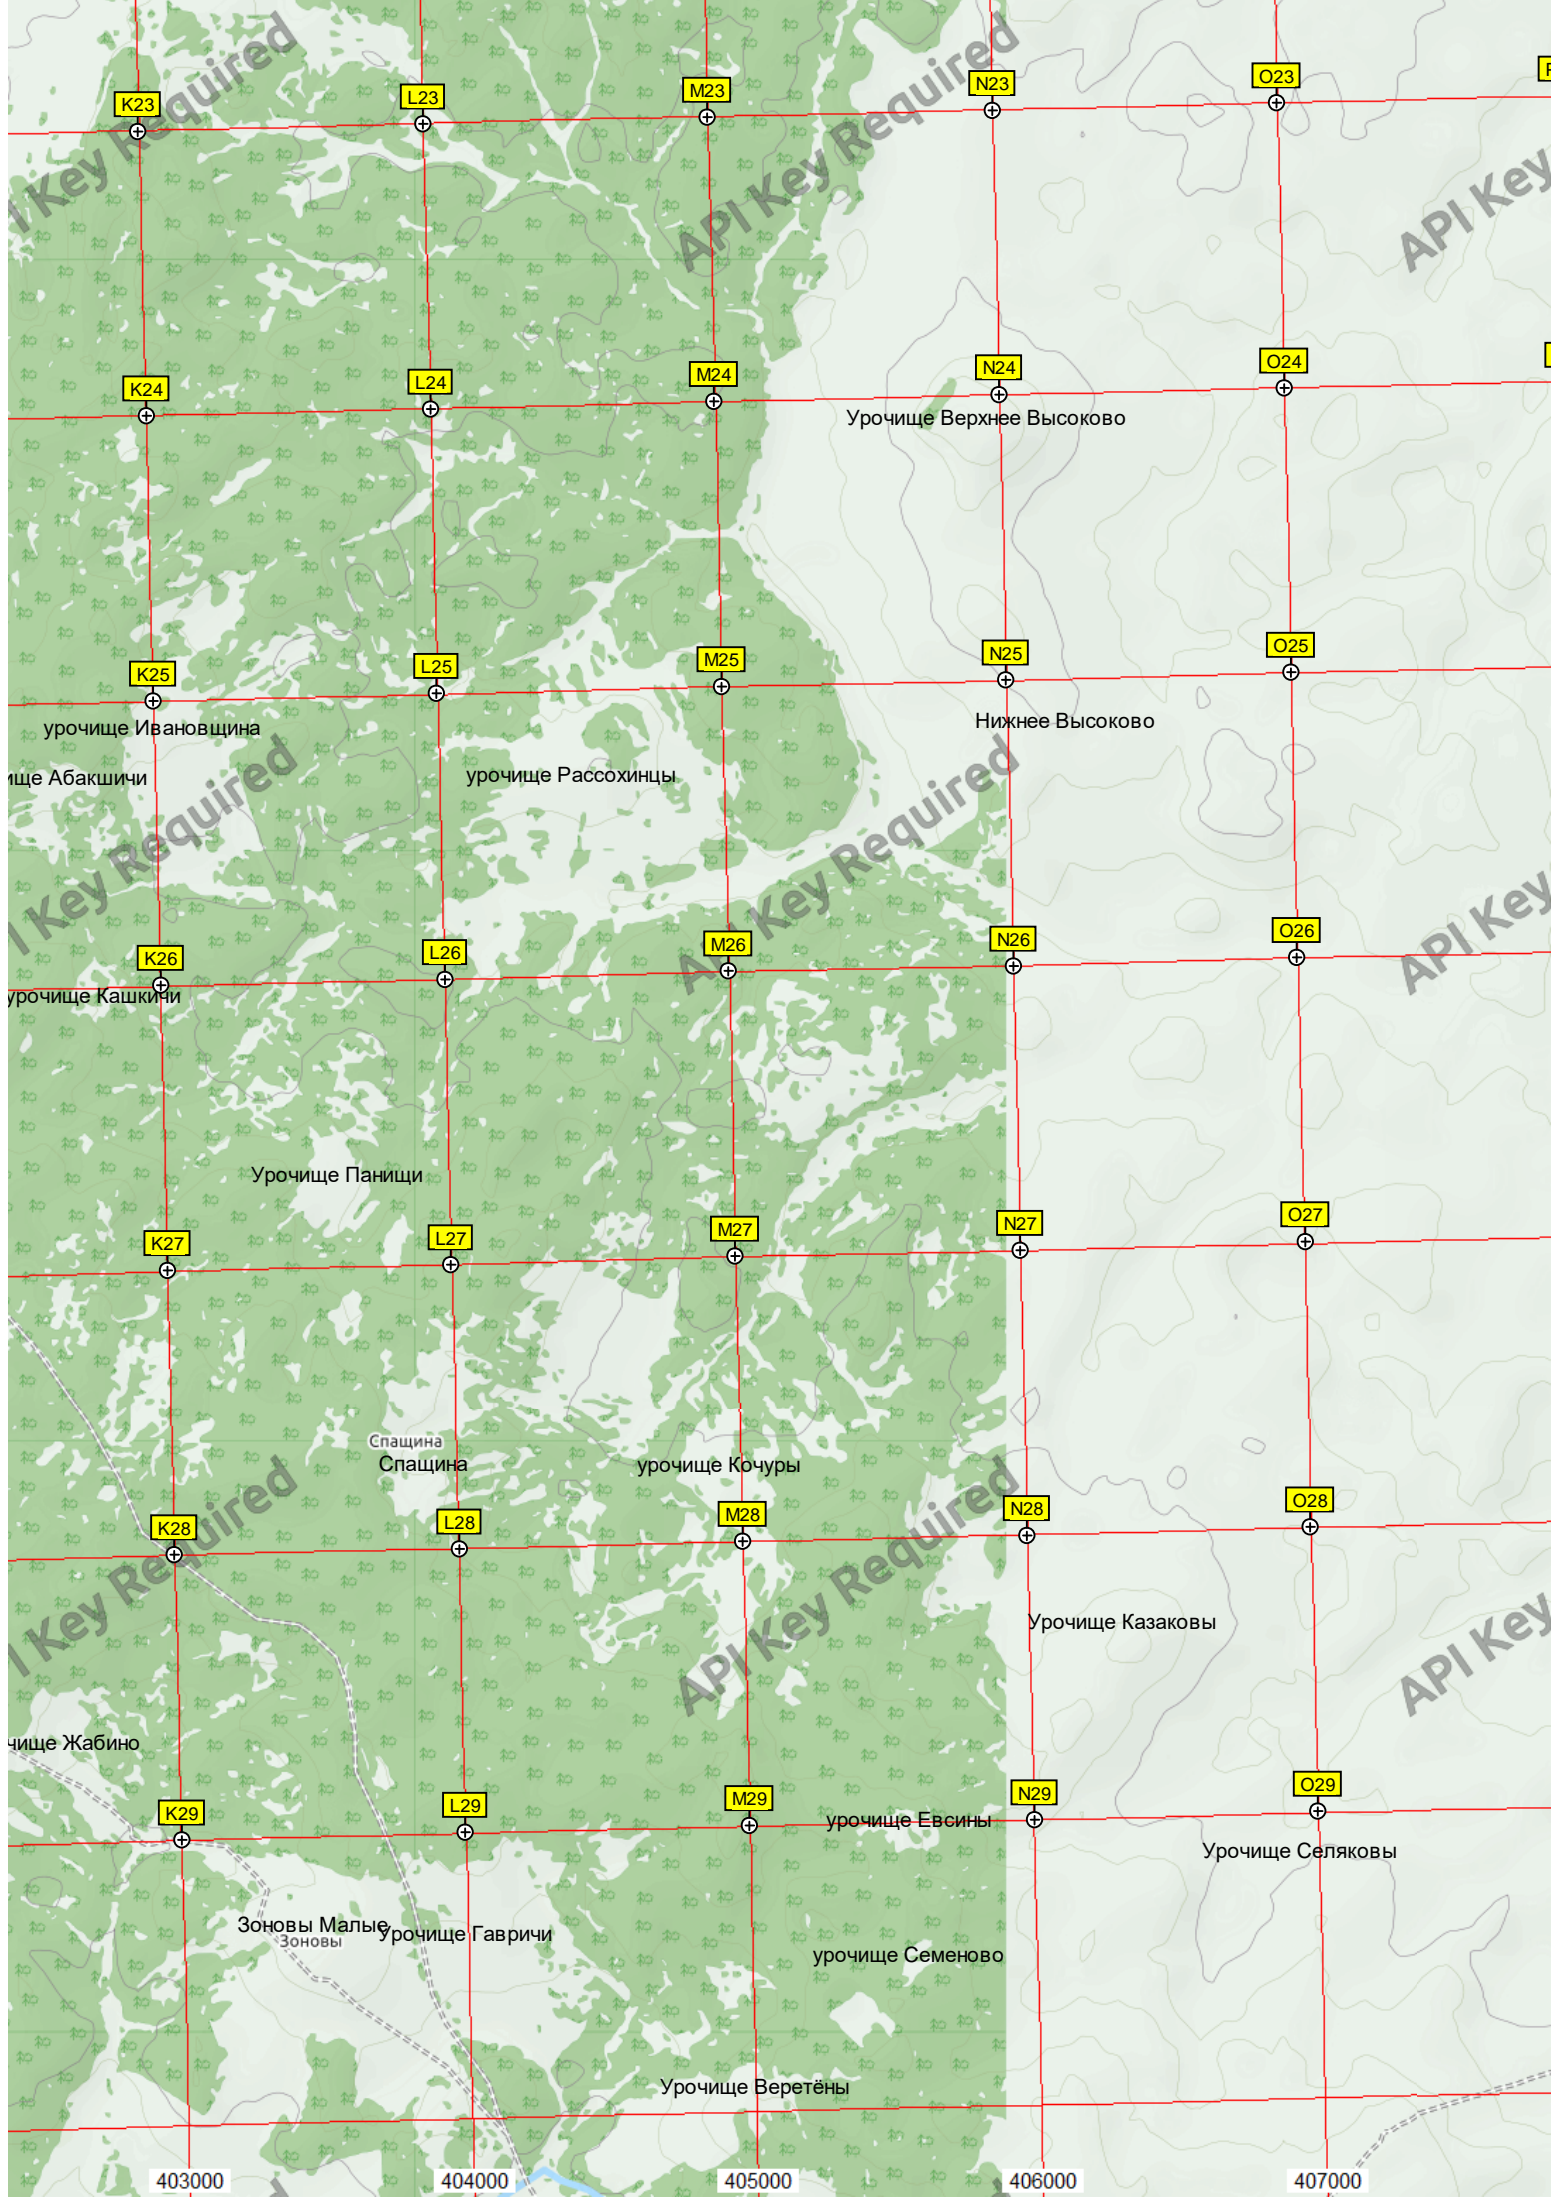 API Key Required
API Key Required
API Key
K23
L23
M23
N23
O23
K24
L24
M24
N24
O24
Урочище Верхнее Высоково
K25
L25
M25
N25
O25
урочище Ивановщина
Нижнее Высоково
ище Абакшичи
урочище Рассохинцы
API Key Required
API Key Required
API Key
K26
L26
M26
N26
O26
урочище Кашкичи
Урочище Панищи
K27
L27
M27
N27
O27
Спащина
Спащина
урочище Кочуры
K28
L28
M28
N28
O28
API Key Required
API Key Required
API Key
Урочище Казаковы
чище Жабино
K29
L29
M29
N29
O29
урочище Евсины
Урочище Селяковы
Зоновы Малые
Зоновы
Урочище Гавричи
урочище Семеново
Урочище Веретёны
403000
404000
405000
406000
407000